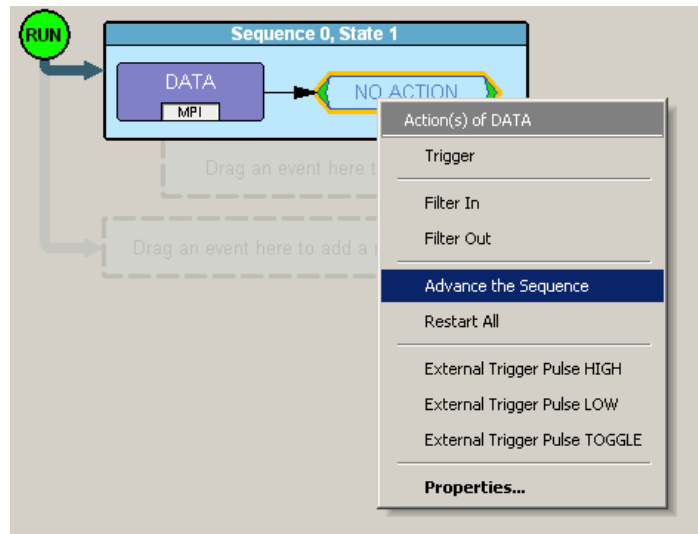 RUN
Sequence 0, State 1
DATA
MPI
NO ACTION
Action(s) of DATA
Trigger
Drag an event here t
Filter In
Filter Out
Drag an event here to add a
Advance the Sequence
Restart All
External Trigger Pulse HIGH
External Trigger Pulse LOW
External Trigger Pulse TOGGLE
Properties...